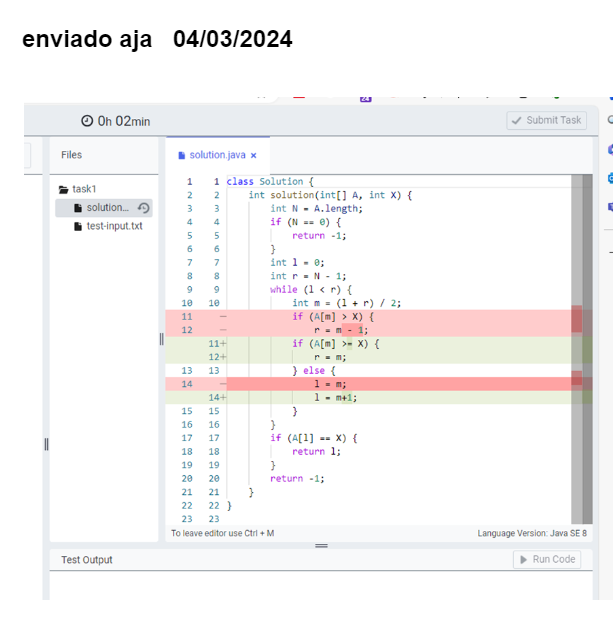 enviado aja   04/03/2024
0h 02min
Submit Task
Files
solution.java ×
task1
solution...
test-input.txt
1 1 class Solution {
2 2     int solution(int[] A, int X) {
3 3         int N = A.length;
4 4         if (N == 0) {
5 5             return -1;
6 6         }
7 7         int l = 0;
8 8         int r = N - 1;
9 9         while (l < r) {
10 10             int m = (l + r) / 2;
11 −             if (A[m] > X) {
12 −                 r = m - 1;
11+             if (A[m] >= X) {
12+                 r = m;
13 13             } else {
14 −                 l = m;
14+                 l = m+1;
15 15             }
16 16         }
17 17         if (A[l] == X) {
18 18             return l;
19 19         }
20 20         return -1;
21 21     }
22 22 }
23 23
To leave editor use Ctrl + M
Language Version: Java SE 8
Test Output
Run Code